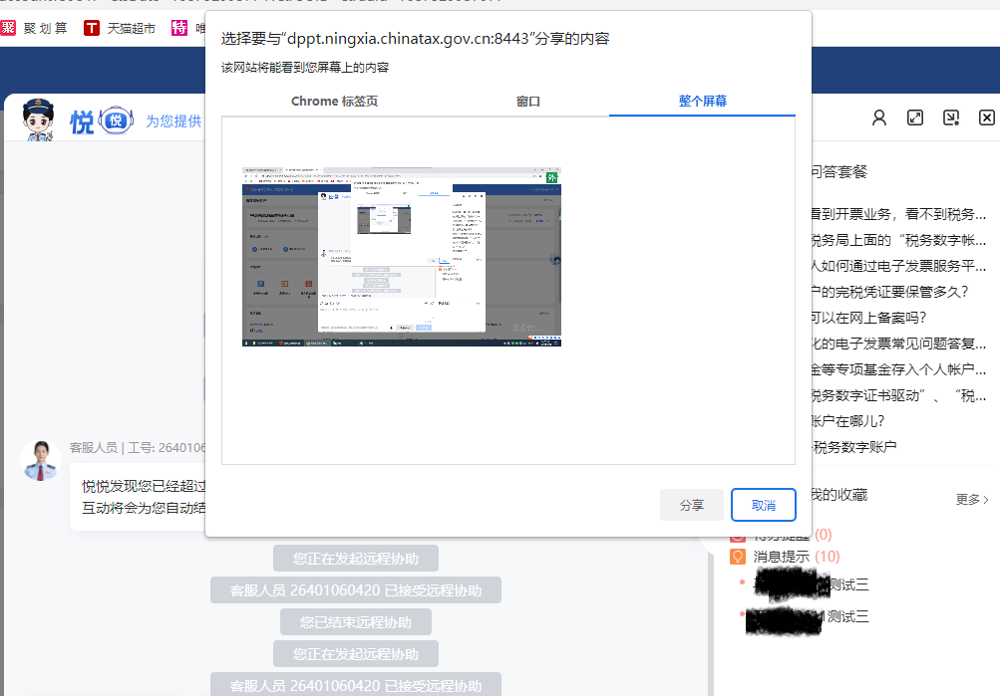 聚 聚划算 T 天猫超市 特 唯
选择要与“dppt.ningxia.chinatax.gov.cn:8443”分享的内容
该网站将能看到您屏幕上的内容
Chrome 标签页 窗口 整个屏幕
悦 悦 为您提供
问答套餐
看到开票业务，看不到税务...
税务局上面的“税务数字帐...
人如何通过电子发票服务平...
户的完税凭证要保管多久？
可以在网上备案吗？
化的电子发票常见问题答复...
金等专项基金存入个人帐户...
税务数字证书驱动”、“税...
账户在哪儿？
税务数字账户
客服人员 | 工号: 2640106
悦悦发现您已经超过
互动将会为您自动结
分享 取消
我的收藏 更多
待办提醒 (0)
消息提示 (10)
测试三
1测试三
您正在发起远程协助
客服人员 26401060420 已接受远程协助
您已结束远程协助
您正在发起远程协助
客服人员 26401060420 已接受远程协助